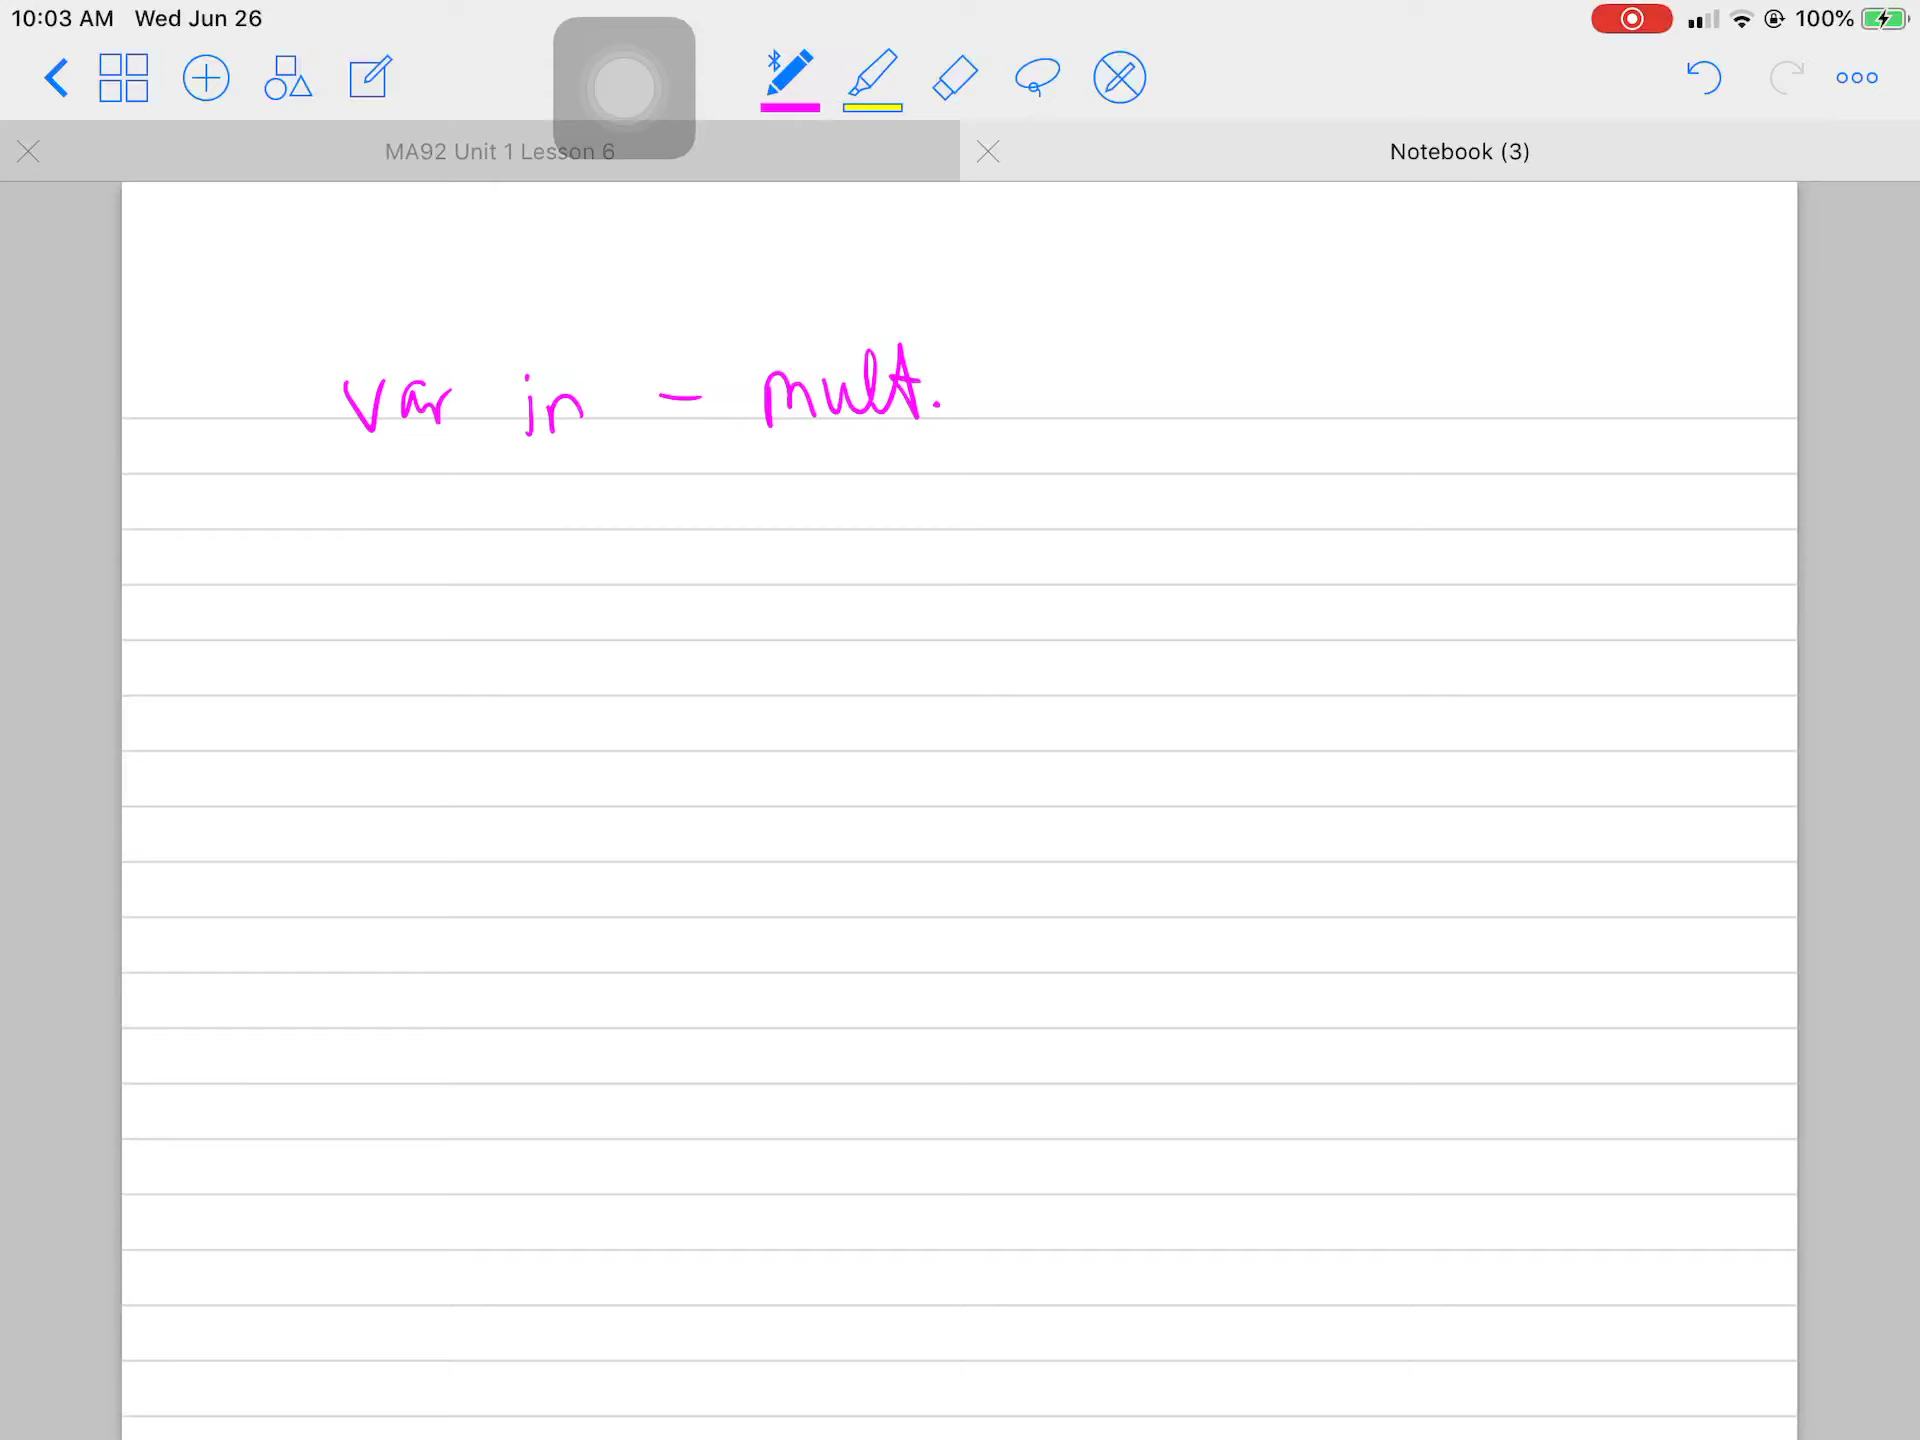 10:03 AM Wed Jun 26 100%
MA92 Unit 1 Lesson 6 Notebook (3)
var in – mult.